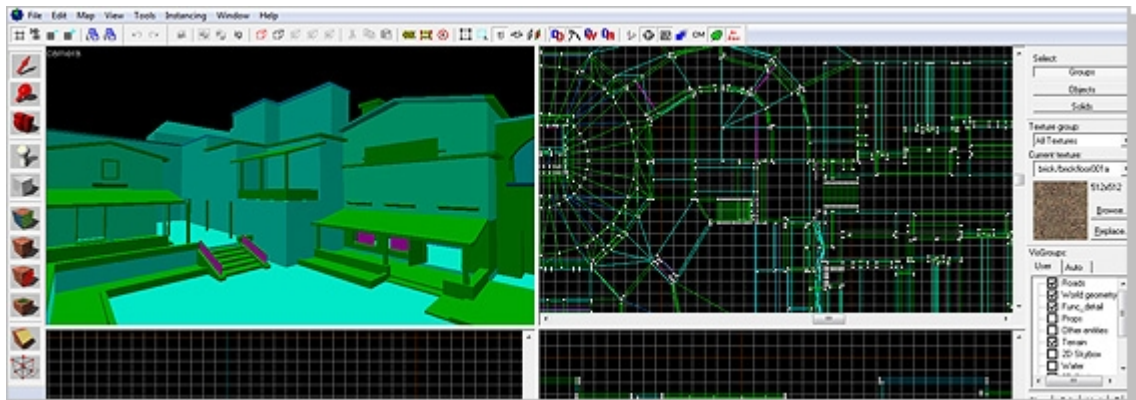 File Edit Map View Tools Instancing Window Help
camera
Select:
Groups
Objects
Solids
Texture group:
All Textures
Current texture:
brick/brickfloor001a
512x512
Browse...
Replace...
VisGroups:
User Auto
Roads
World geometry
Func_detail
Props
Other entities
Terrain
2D Skybox
Water